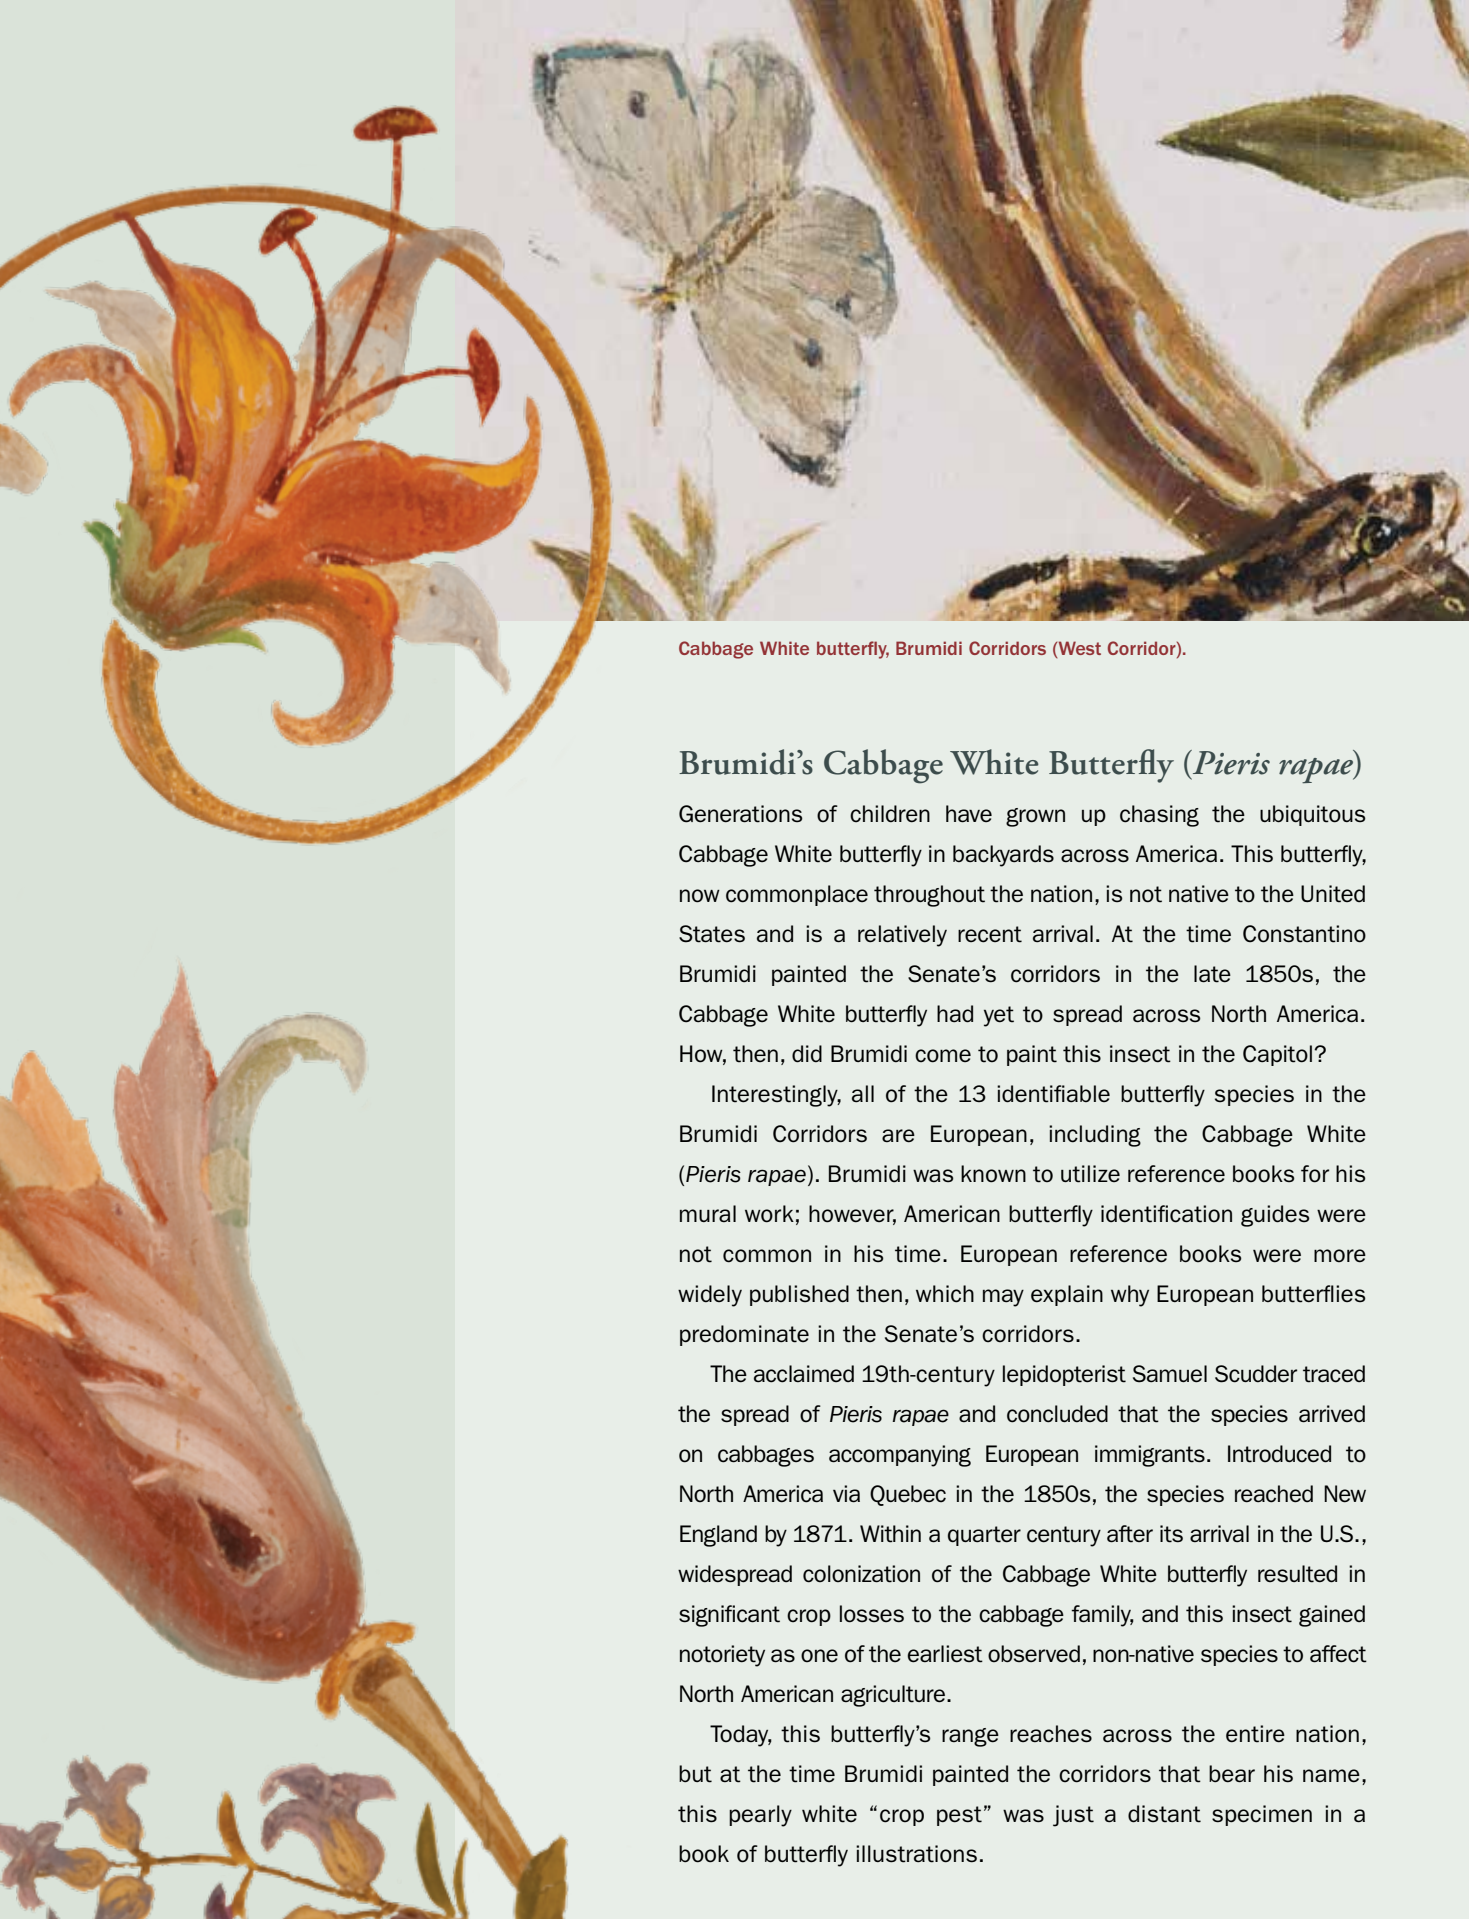 Cabbage White butterfly, Brumidi Corridors (West Corridor).
Brumidi’s Cabbage White Butterfly (Pieris rapae)
Generations of children have grown up chasing the ubiquitous
Cabbage White butterfly in backyards across America. This butterfly,
now commonplace throughout the nation, is not native to the United
States and is a relatively recent arrival. At the time Constantino
Brumidi painted the Senate’s corridors in the late 1850s, the
Cabbage White butterfly had yet to spread across North America.
How, then, did Brumidi come to paint this insect in the Capitol?
Interestingly, all of the 13 identifiable butterfly species in the
Brumidi Corridors are European, including the Cabbage White
(Pieris rapae). Brumidi was known to utilize reference books for his
mural work; however, American butterfly identification guides were
not common in his time. European reference books were more
widely published then, which may explain why European butterflies
predominate in the Senate’s corridors.
The acclaimed 19th-century lepidopterist Samuel Scudder traced
the spread of Pieris rapae and concluded that the species arrived
on cabbages accompanying European immigrants. Introduced to
North America via Quebec in the 1850s, the species reached New
England by 1871. Within a quarter century after its arrival in the U.S.,
widespread colonization of the Cabbage White butterfly resulted in
significant crop losses to the cabbage family, and this insect gained
notoriety as one of the earliest observed, non-native species to affect
North American agriculture.
Today, this butterfly’s range reaches across the entire nation,
but at the time Brumidi painted the corridors that bear his name,
this pearly white “crop pest” was just a distant specimen in a
book of butterfly illustrations.